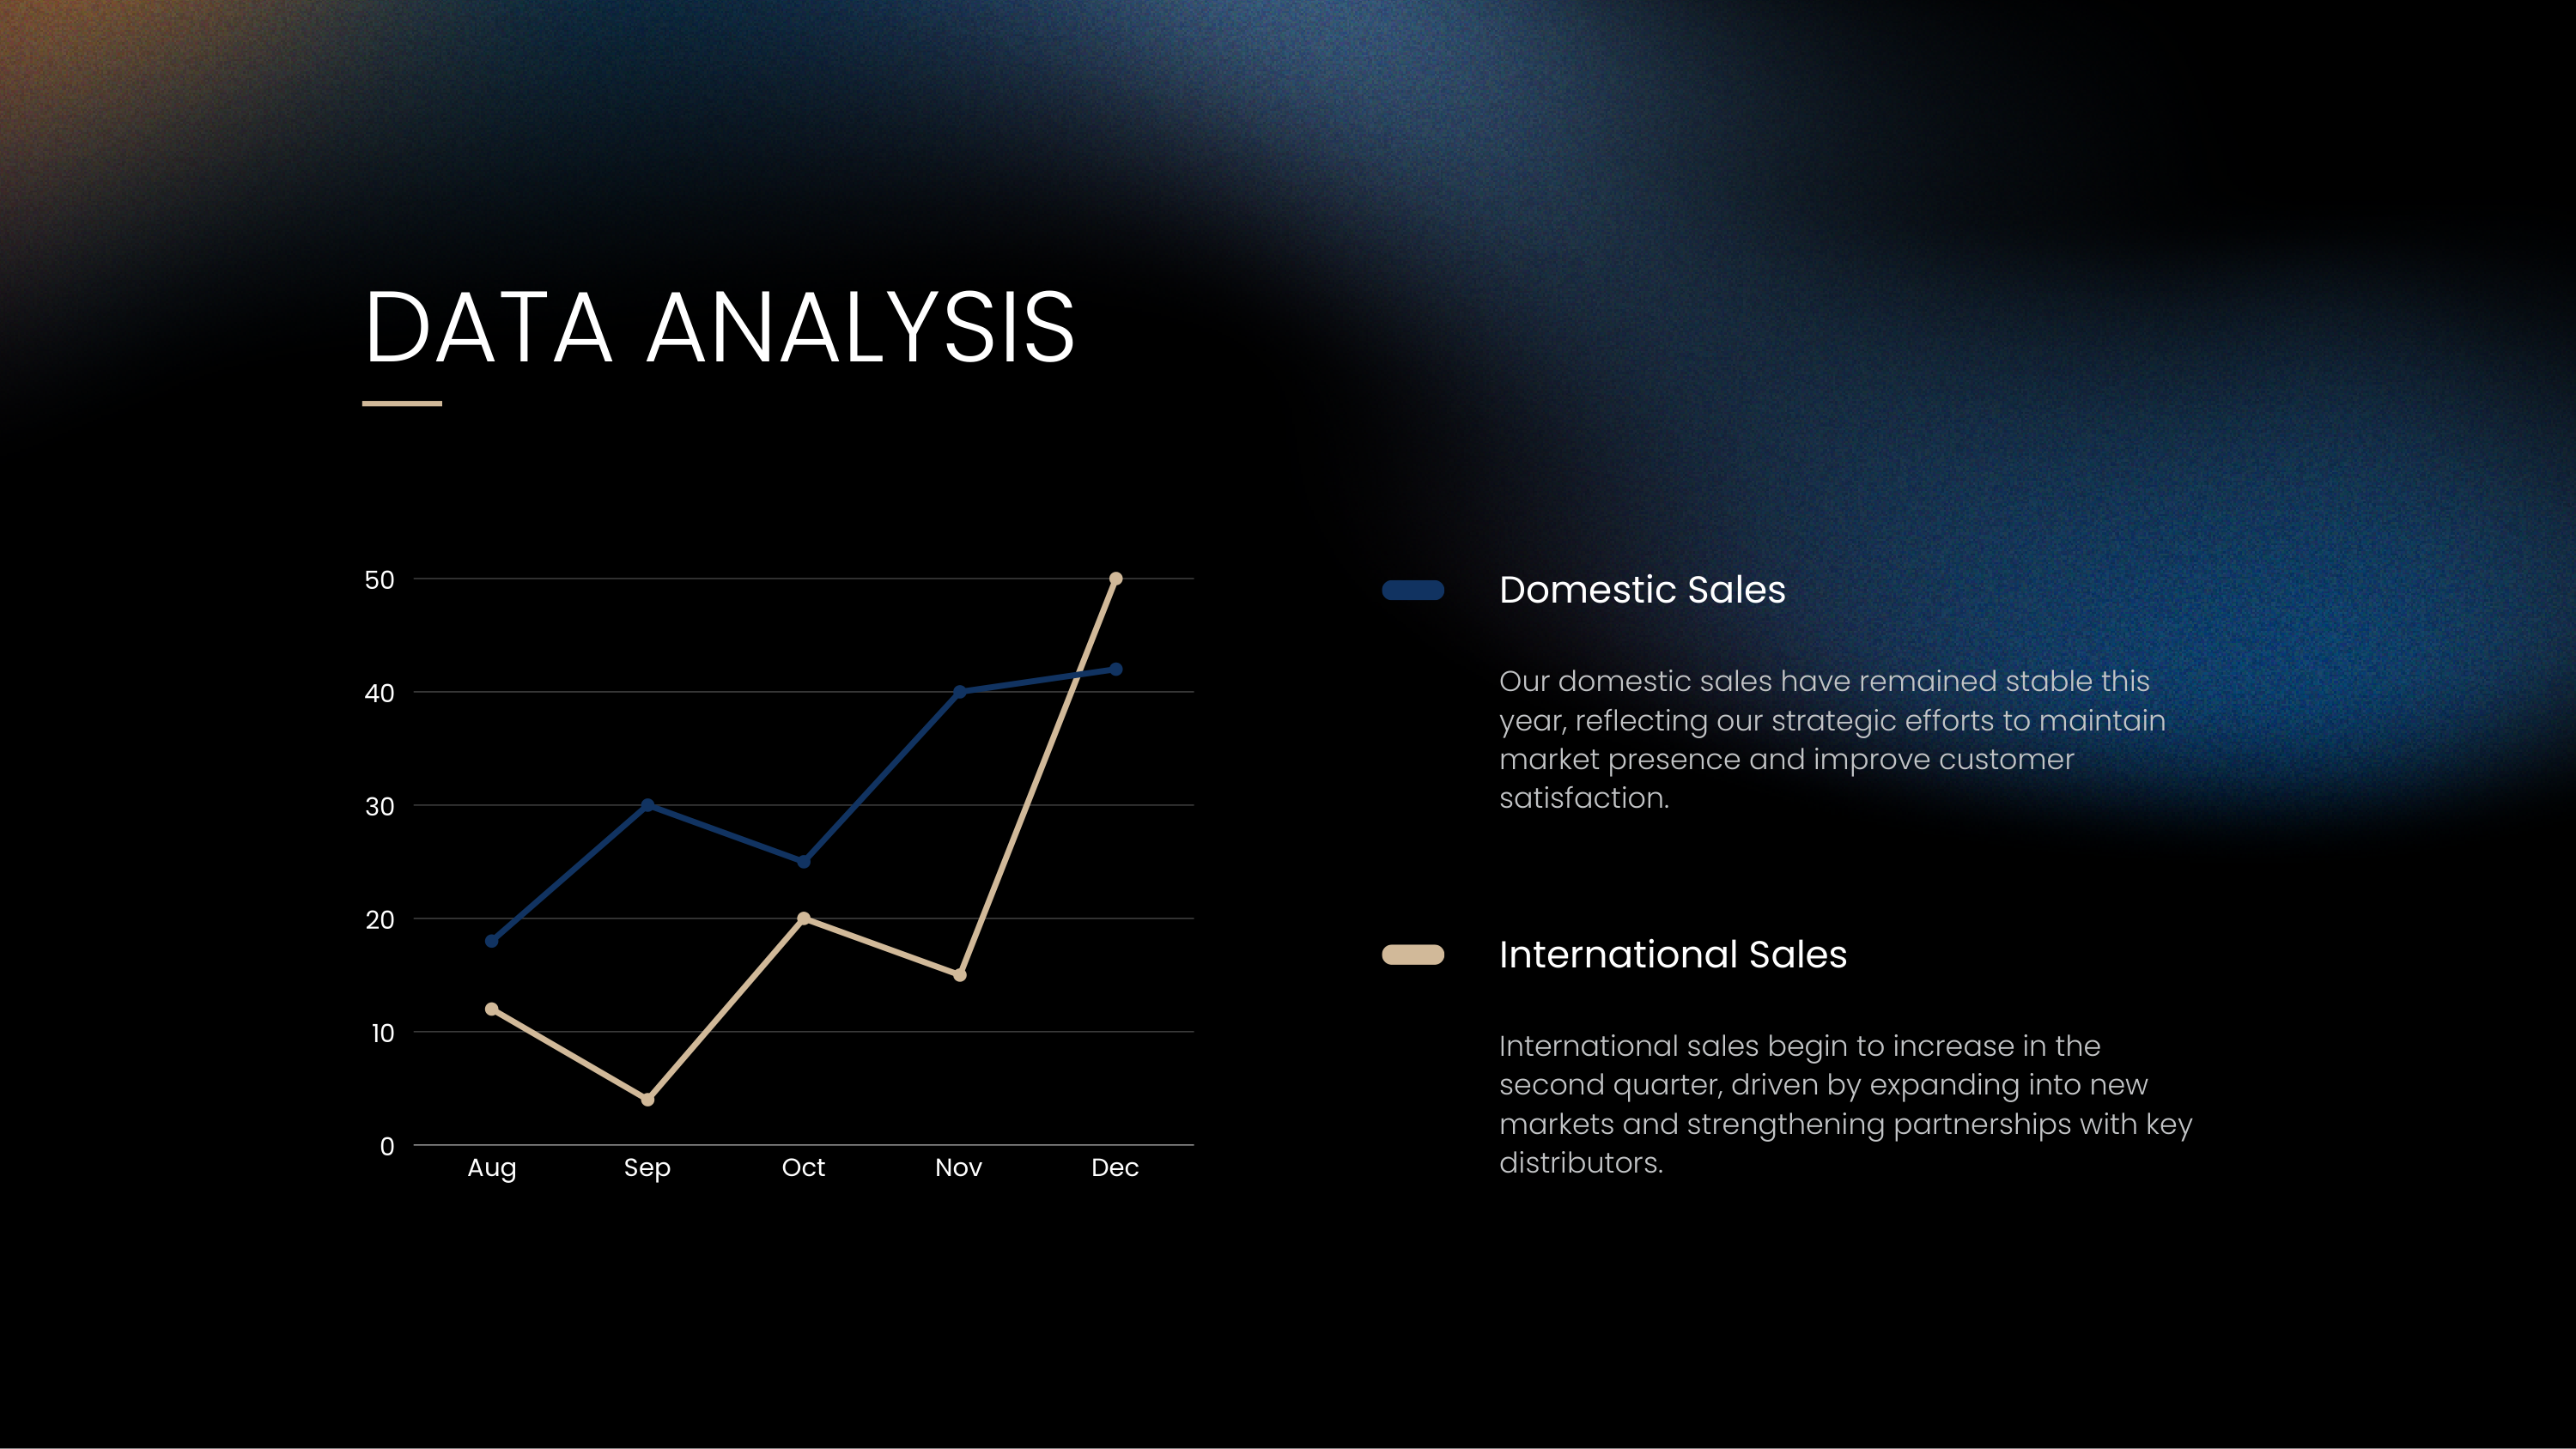 DATA ANALYSIS
50
40
30
20
10
0
Aug Sep Oct Nov Dec
Domestic Sales
Our domestic sales have remained stable this
year, reflecting our strategic efforts to maintain
market presence and improve customer
satisfaction.
International Sales
International sales begin to increase in the
second quarter, driven by expanding into new
markets and strengthening partnerships with key
distributors.